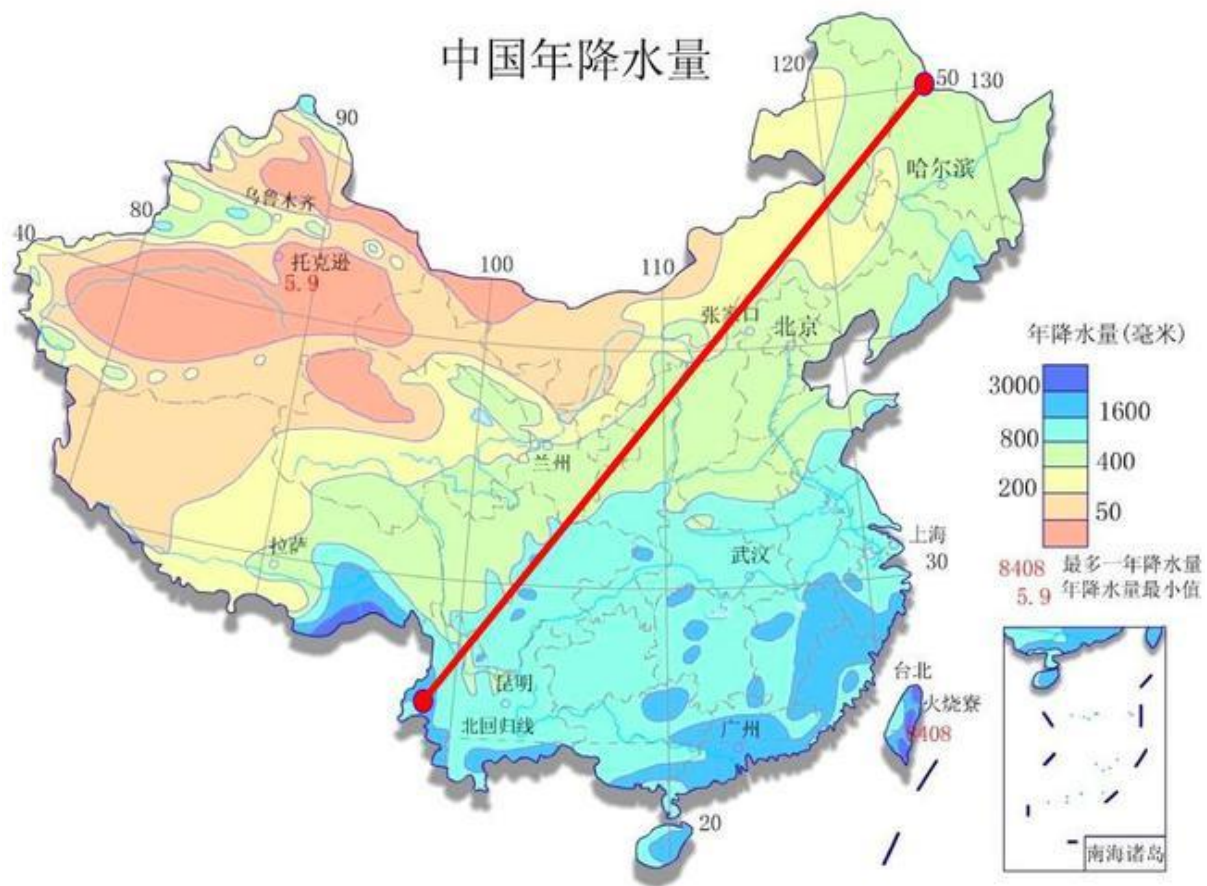 中国年降水量
120
50
130
90
哈尔滨
乌鲁木齐
80
40
托克逊
5.9
100
110
张家口
北京
年降水量(毫米)
3000
1600
800
400
200
50
兰州
拉萨
武汉
上海
30
8408 最多一年降水量
5.9 年降水量最小值
昆明
台北
北回归线
广州
火烧寮
8408
20
南海诸岛